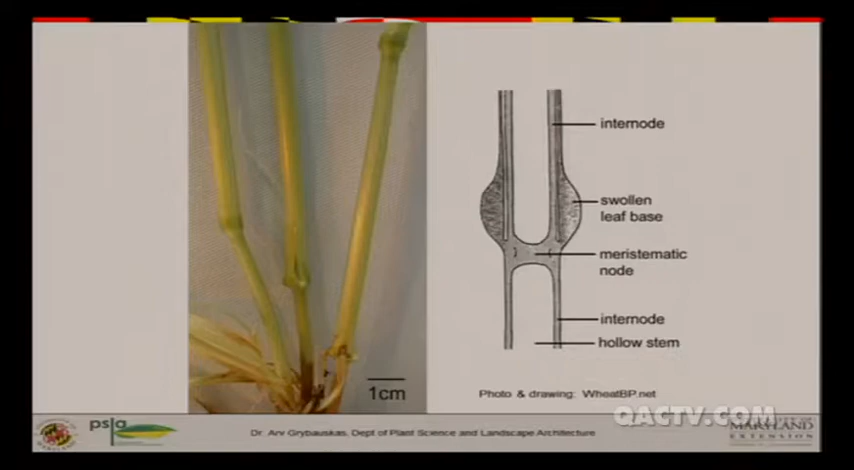 internode
swollen
leaf base
meristematic
node
internode
hollow stem
1cm
Photo & drawing: WheatBP.net
QACTV.COM
psla
Dr. Arv Grybauskas, Dept of Plant Science and Landscape Architecture
MARYLAND
EXTENSION